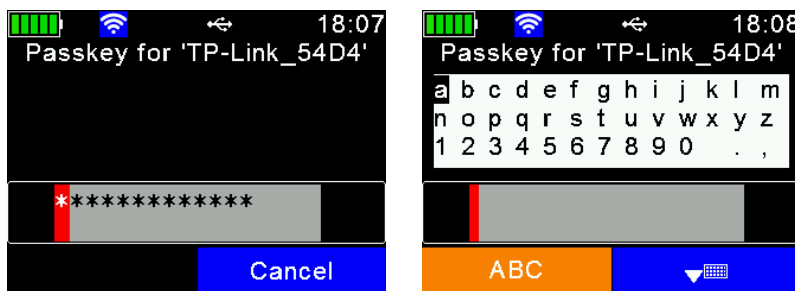 18:07
Passkey for 'TP-Link_54D4'
*************
Cancel
18:08
Passkey for 'TP-Link_54D4'
a b c d e f g h i j k l m
n o p q r s t u v w x y z
1 2 3 4 5 6 7 8 9 0 . ,
ABC